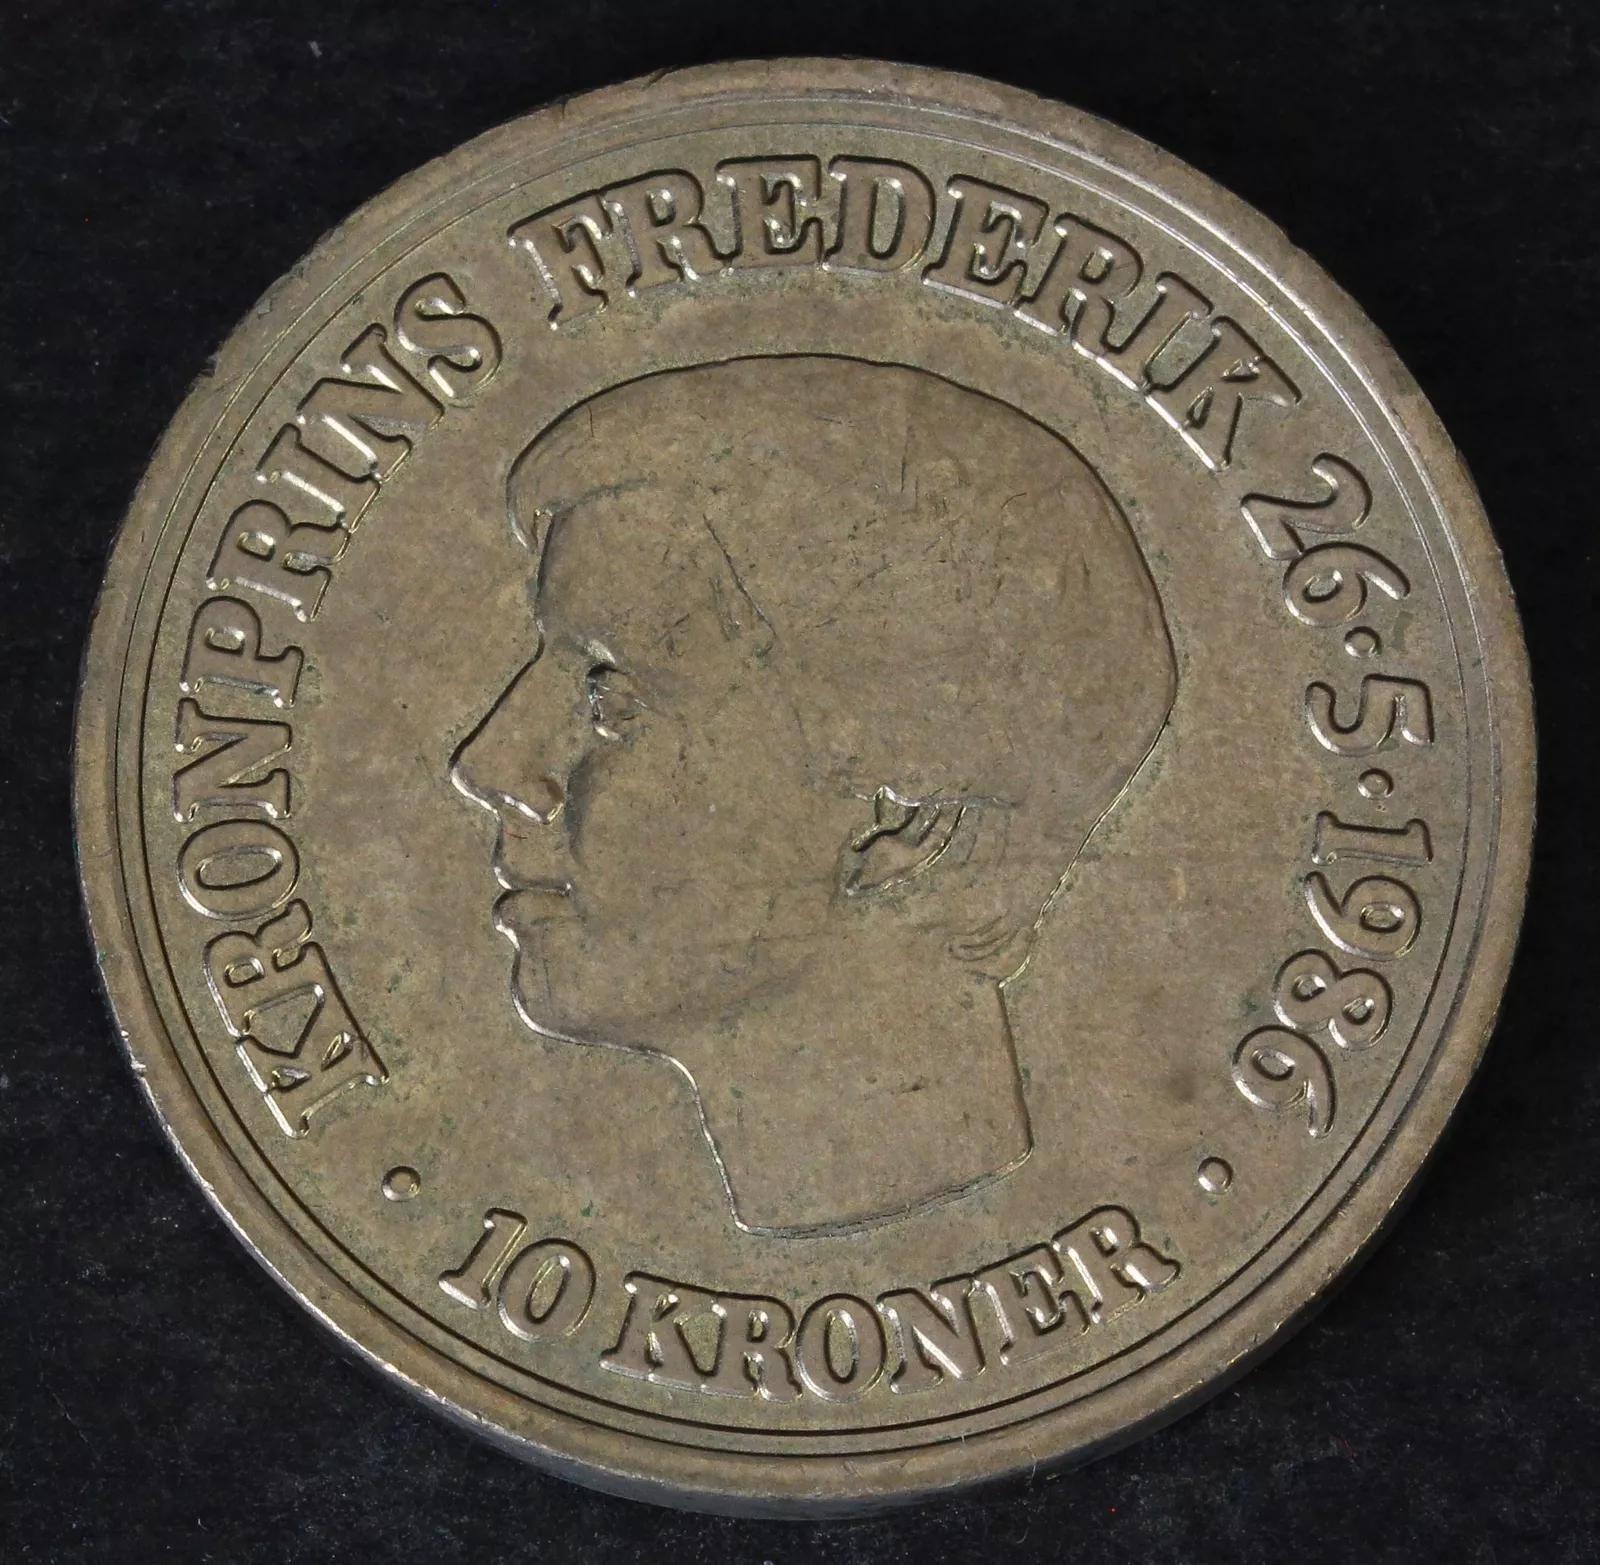 KRONPRINS FREDERIK 26·5·1986
· 10 KRONER ·